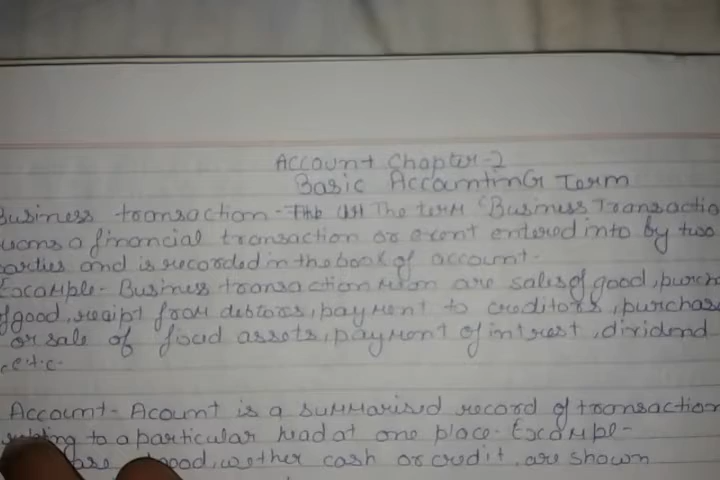 Account Chapter-2
Basic Accounting Term
Business transaction - The term "Business Transactio
a financial transaction or event entered into by two
parties and is recorded in the book of account.
Example - Business transaction are sales of good, purch
of good, receipt from debtors, payment to creditors, purchas
or sale of fixed assets, payment of intrest, dividend
etc.
Account - Acount is a summarised record of transaction
relating to a particular head at one place. Exampe -
good, wether cash or credit, are shown